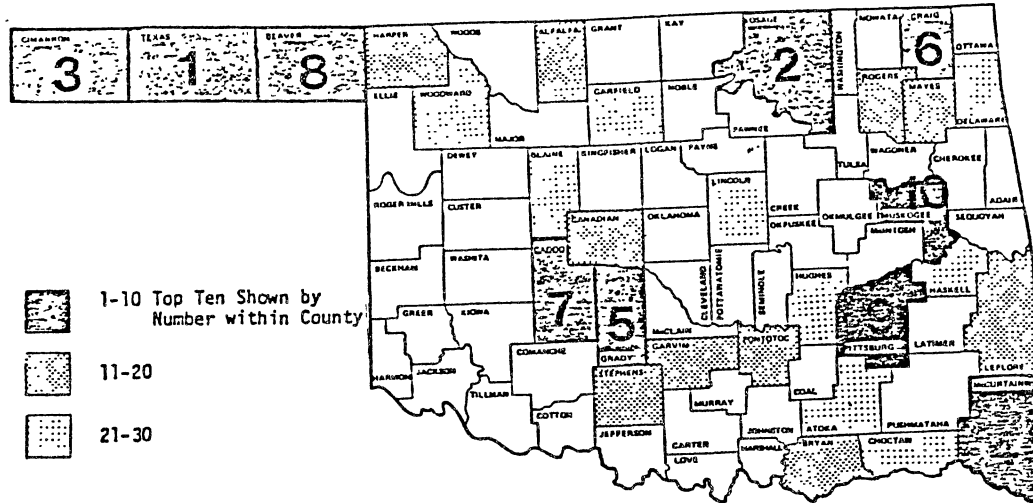 CIMARRON TEXAS BEAVER HARPER WOODS ALFALFA GRANT KAY OSAGE WASHINGTON NOWATA CRAIG OTTAWA
3 1 8 2 6
ELLIS WOODWARD MAJOR GARFIELD NOBLE PAWNEE ROGERS MAYES DELAWARE
DEWEY BLAINE KINGFISHER LOGAN PAYNE TULSA WAGONER CHEROKEE
LINCOLN CREEK ADAIR
ROGER MILLS CUSTER CANADIAN OKLAHOMA OKFUSKEE OKMULGEE MUSKOGEE SEQUOYAH
10
McINTOSH
BECKMAN WASHITA CADDO CLEVELAND POTTAWATOMIE SEMINOLE HUGHES HASKELL
1-10 Top Ten Shown by
Number within County
7 5 9
GREER KIOWA McCLAIN PITTSBURG LATIMER LEFLORE
COMANCHE GRADY GARVIN PONTOTOC
11-20
HARMON JACKSON TILLMAN STEPHENS COAL McCURTAIN
COTTON MURRAY PUSHMATAHA
21-30
JEFFERSON CARTER JOHNSTON ATOKA CHOCTAW
LOVE MARSHALL BRYAN